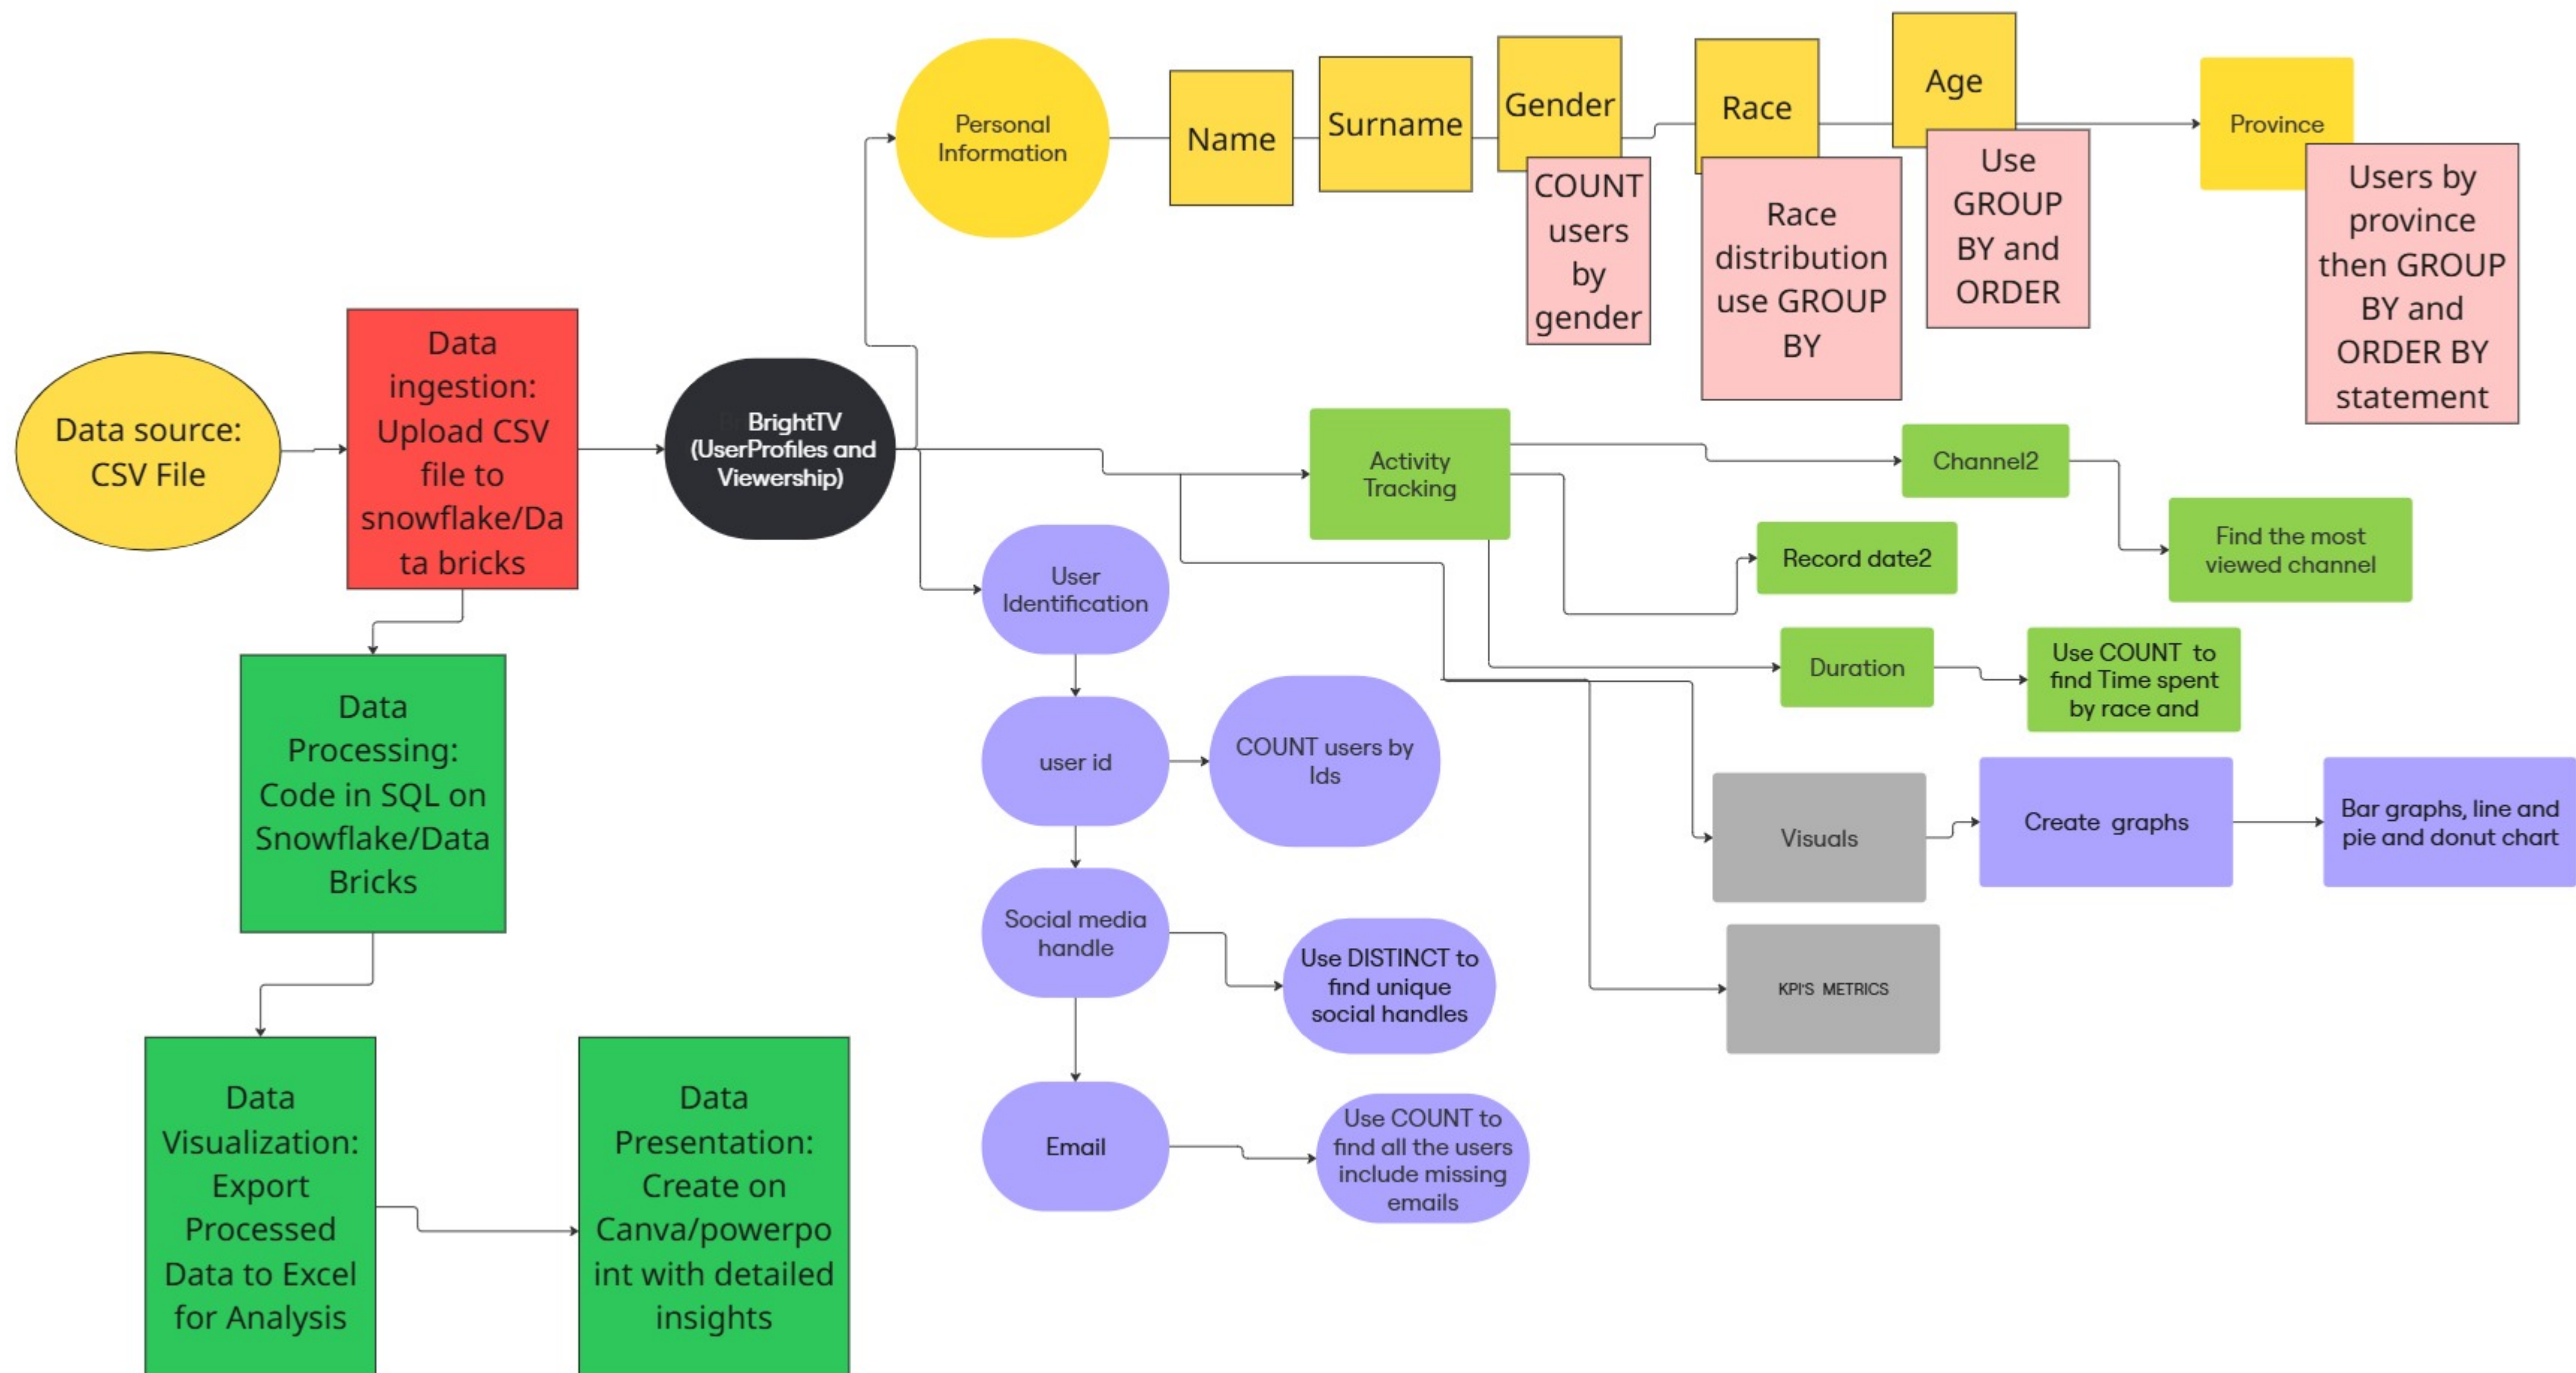 Data source:
CSV File
Data
ingestion:
Upload CSV
file to
snowflake/Da
ta bricks
Data
Processing:
Code in SQL on
Snowflake/Data
Bricks
Data
Visualization:
Export
Processed
Data to Excel
for Analysis
Data
Presentation:
Create on
Canva/powerpo
int with detailed
insights
BrightTV
(UserProfiles and
Viewership)
Personal
Information
Name
Surname
Gender
COUNT
users
by
gender
Race
Race
distribution
use GROUP
BY
Age
Use
GROUP
BY and
ORDER
Province
Users by
province
then GROUP
BY and
ORDER BY
statement
Activity
Tracking
Channel2
Find the most
viewed channel
Record date2
Duration
Use COUNT to
find Time spent
by race and
User
Identification
user id
COUNT users by
Ids
Social media
handle
Use DISTINCT to
find unique
social handles
Email
Use COUNT to
find all the users
include missing
emails
Visuals
Create graphs
Bar graphs, line and
pie and donut chart
KPI'S METRICS